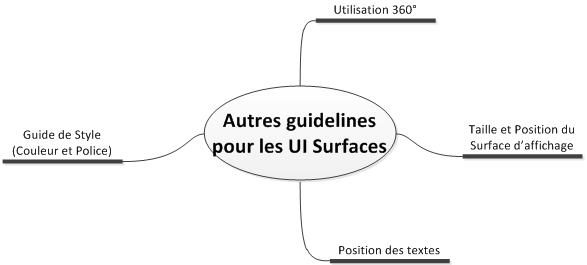 Utilisation 360°
Autres guidelines
pour les UI Surfaces
Guide de Style
(Couleur et Police)
Taille et Position du
Surface d'affichage
Position des textes